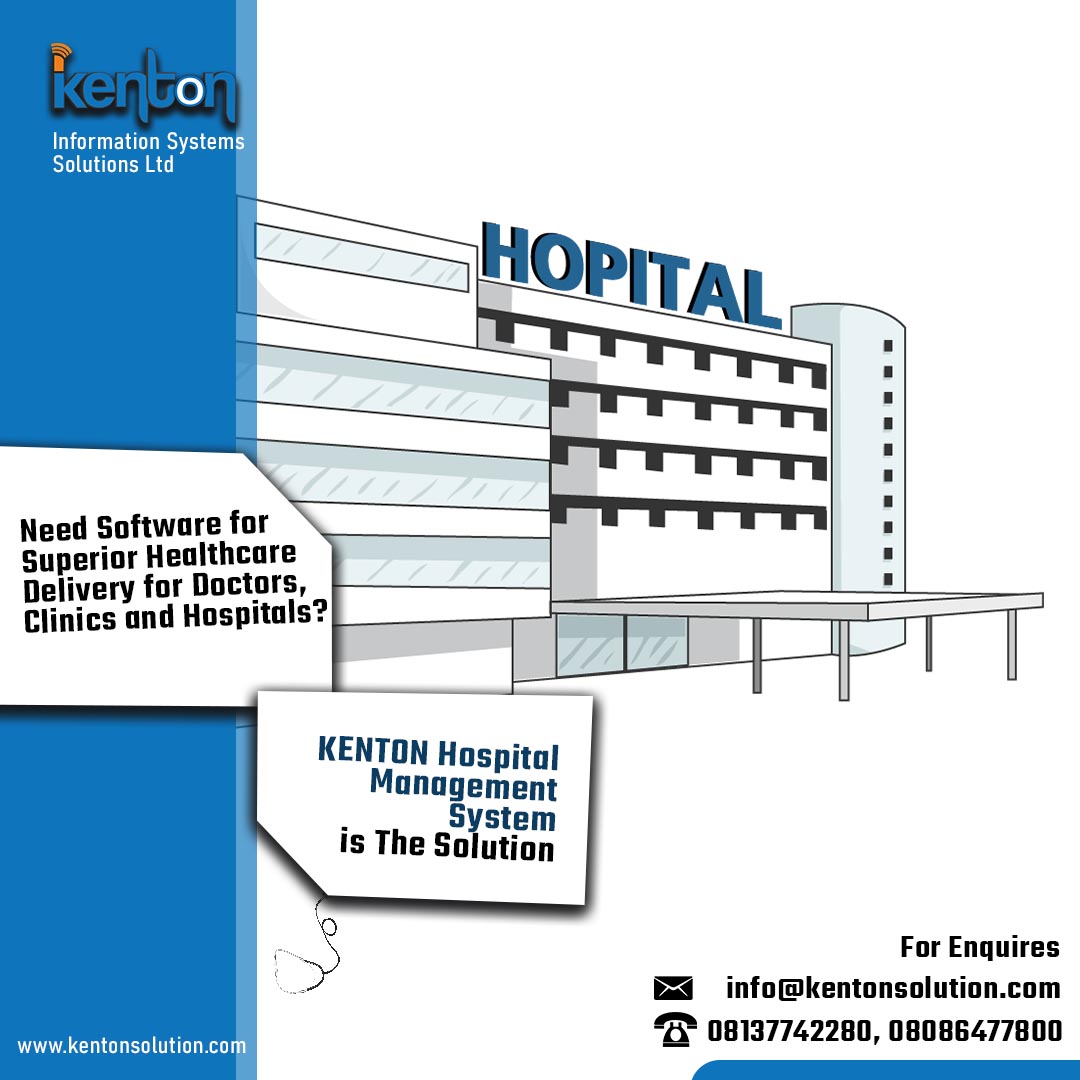 kenton
Information Systems
Solutions Ltd
HOPITAL
Need Software for
Superior Healthcare
Delivery for Doctors,
Clinics and Hospitals?
KENTON Hospital
Management
System
is The Solution
For Enquires
info@kentonsolution.com
08137742280, 08086477800
www.kentonsolution.com